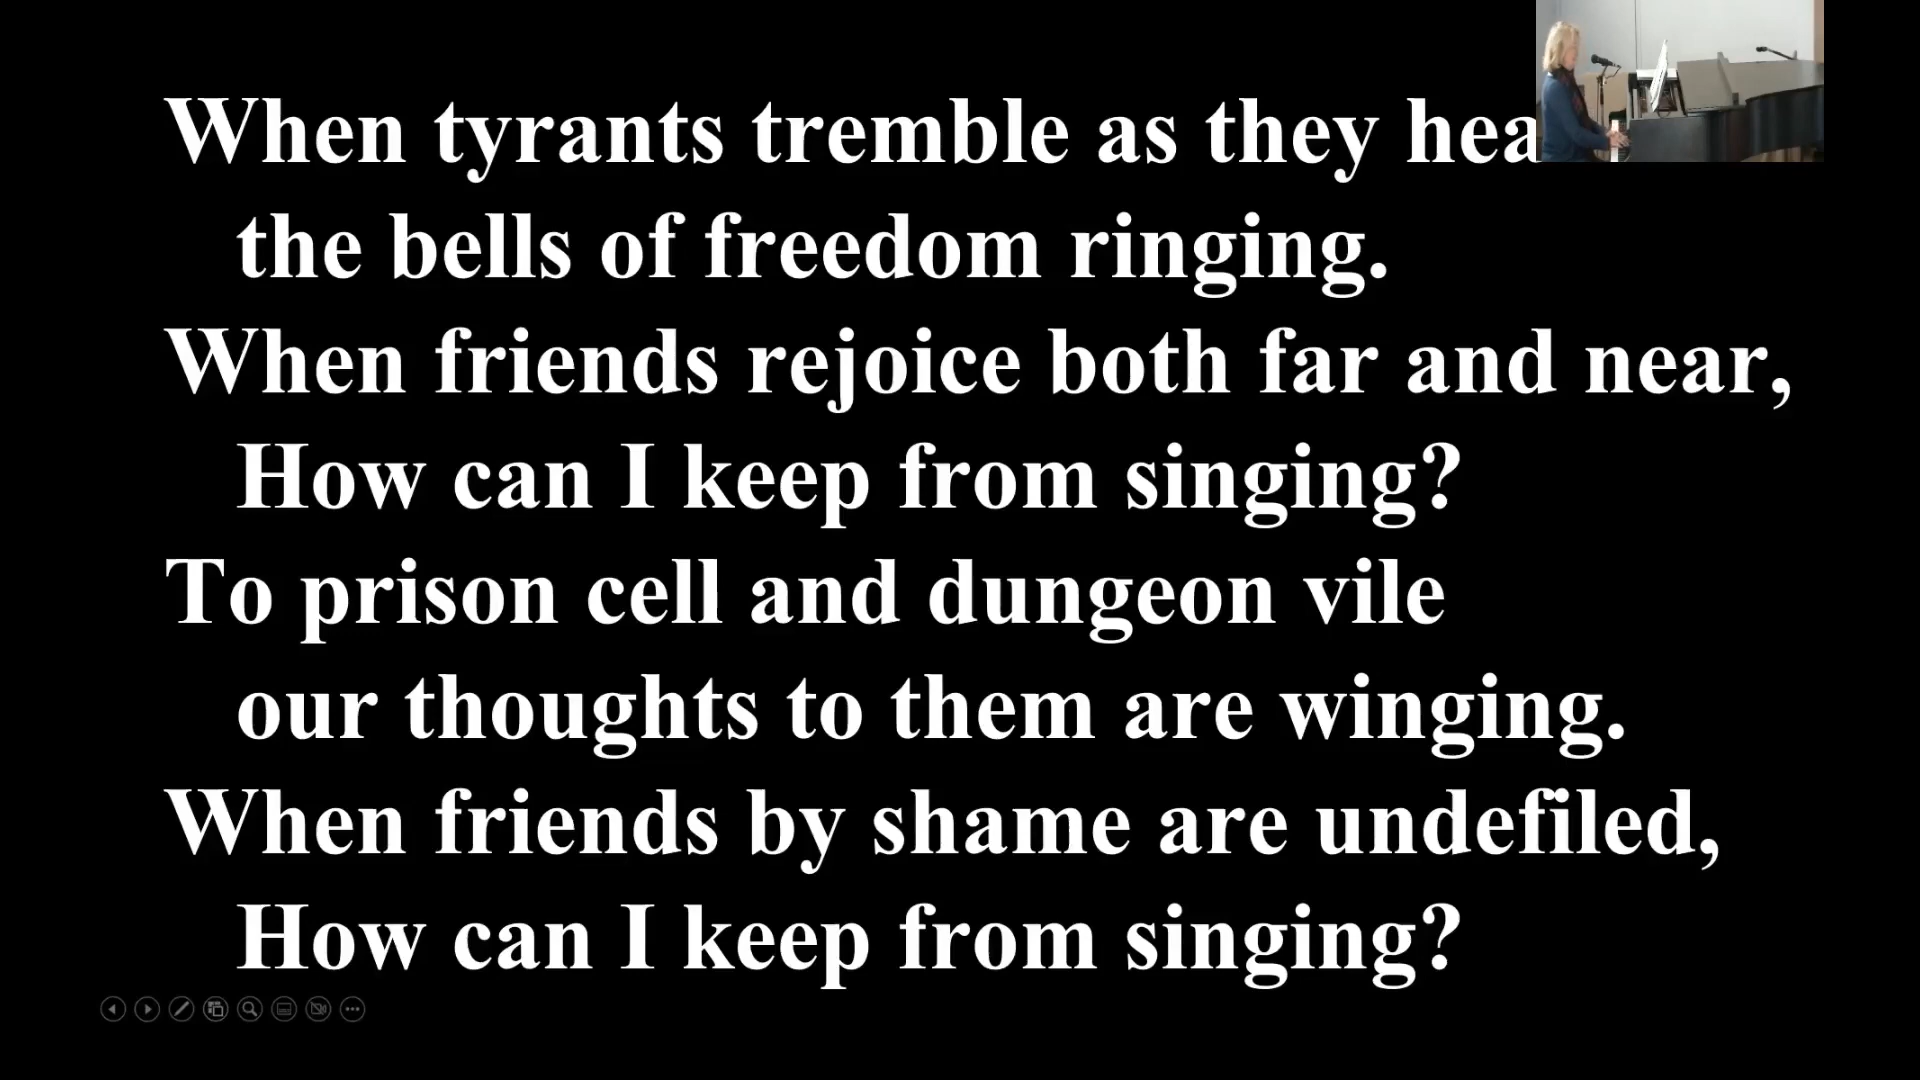 When tyrants tremble as they
the bells of freedom ringing.
When friends rejoice both far and near,
How can I keep from singing?
To prison cell and dungeon vile
our thoughts to them are winging.
When friends by shame are undefiled,
How can I keep from singing?